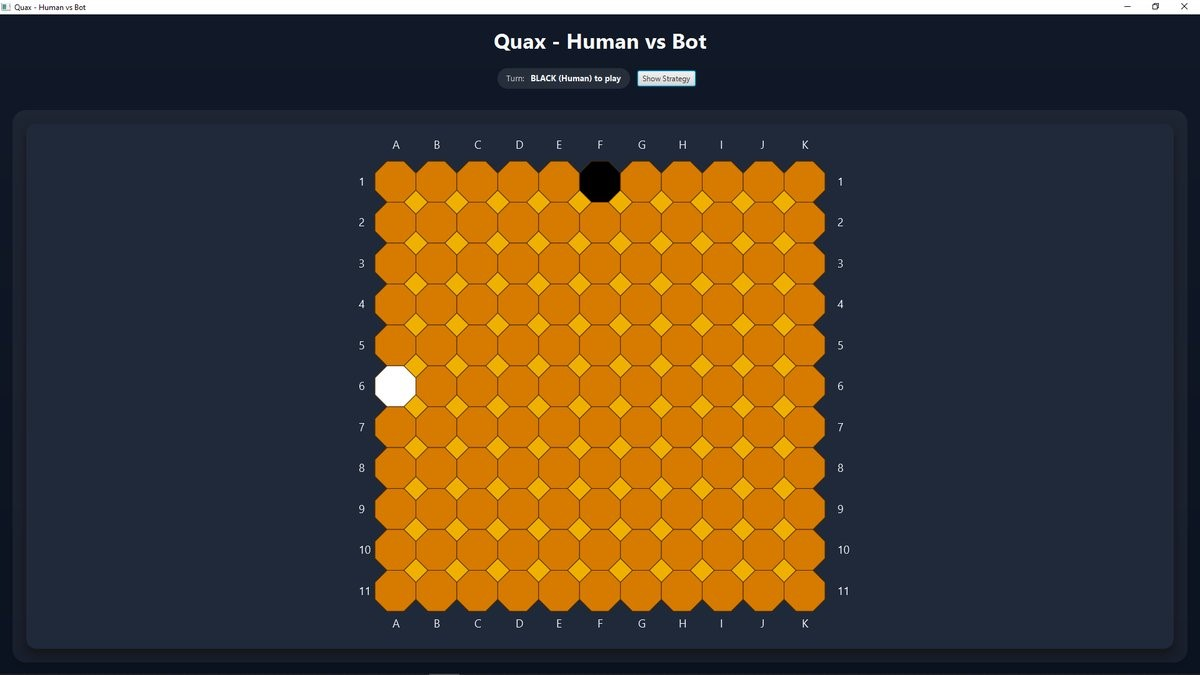 Quax - Human vs Bot
Quax - Human vs Bot
Turn: BLACK (Human) to play Show Strategy
A B C D E F G H I J K
1 1
2 2
3 3
4 4
5 5
6 6
7 7
8 8
9 9
10 10
11 11
A B C D E F G H I J K